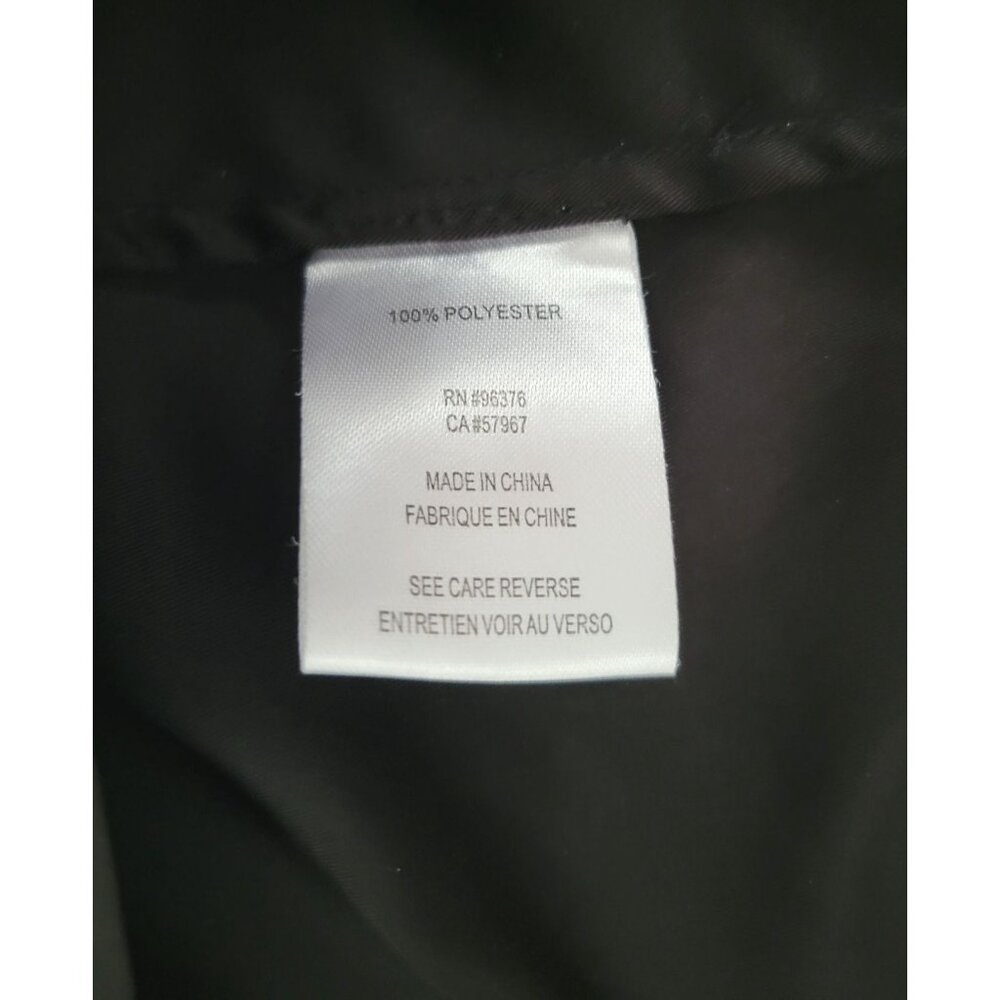 100% POLYESTER
RN #96376
CA #57967
MADE IN CHINA
FABRIQUE EN CHINE
SEE CARE REVERSE
ENTRETIEN VOIR AU VERSO